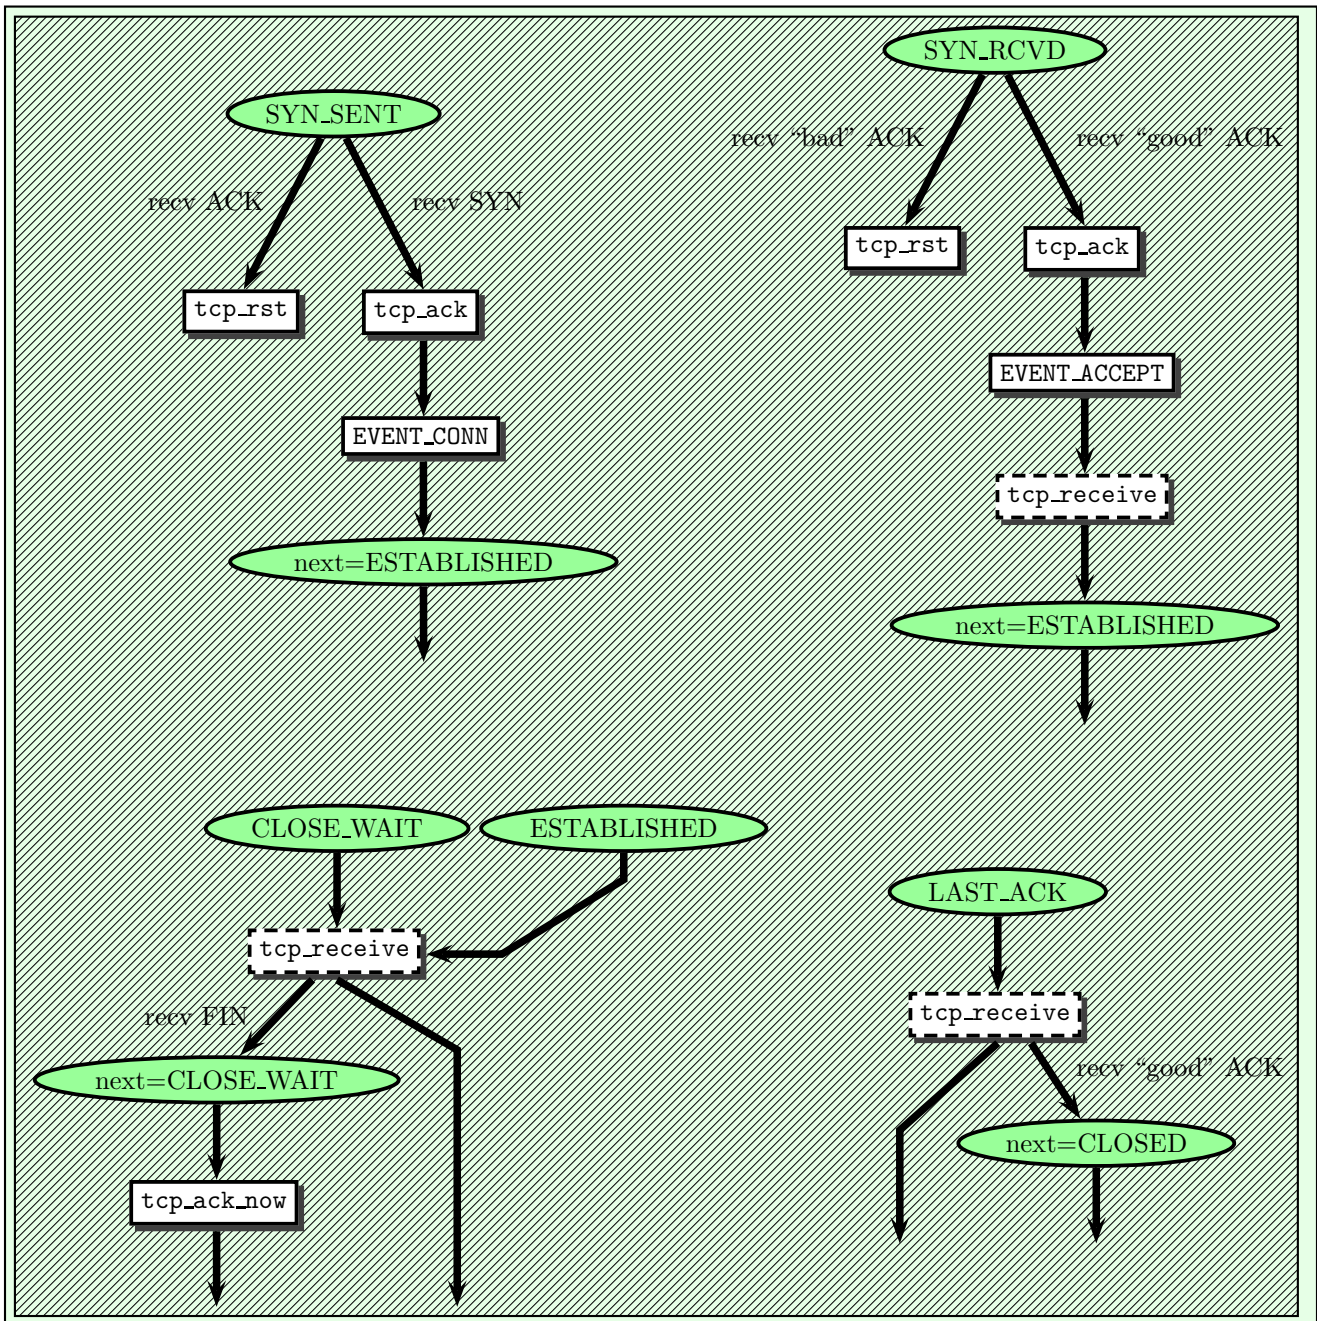 SYN_RCVD
SYN_SENT
recv “bad” ACK
recv “good” ACK
recv ACK
recv SYN
tcp_rst
tcp_ack
tcp_rst
tcp_ack
EVENT_ACCEPT
EVENT_CONN
tcp_receive
next=ESTABLISHED
next=ESTABLISHED
CLOSE_WAIT
ESTABLISHED
LAST_ACK
tcp_receive
tcp_receive
recv FIN
recv “good” ACK
next=CLOSE_WAIT
next=CLOSED
tcp_ack_now